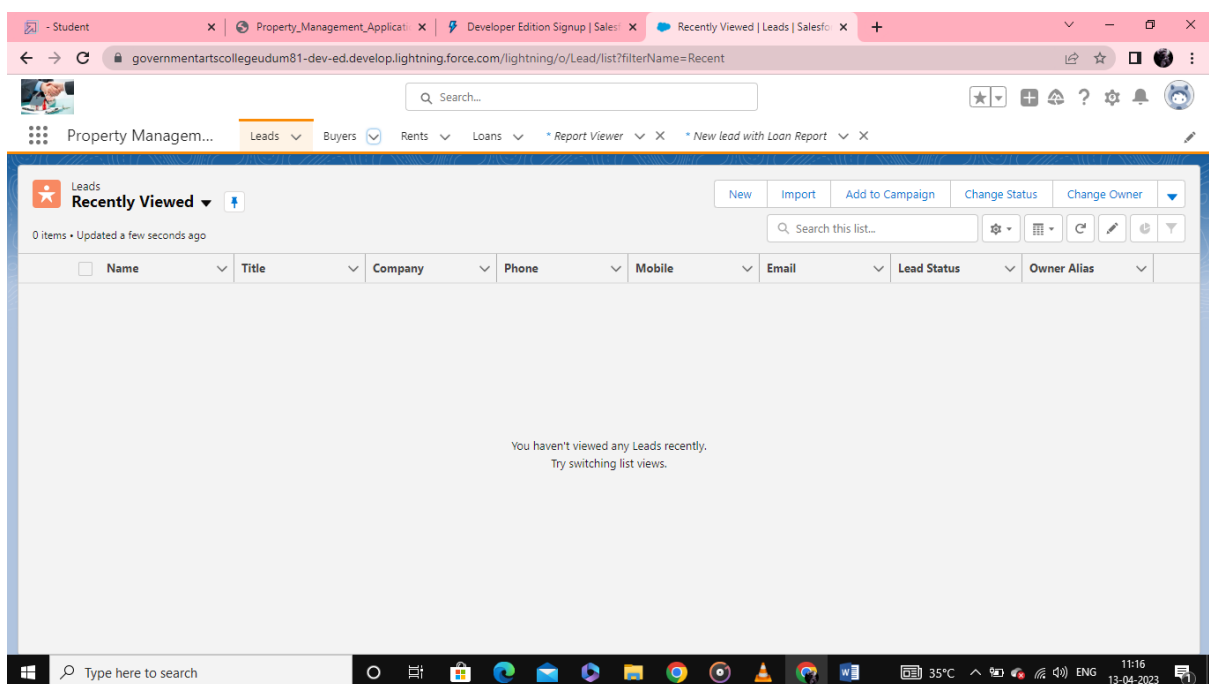 - Student
Property_Management_Applicati
Developer Edition Signup | Salesf
Recently Viewed | Leads | Salesfo
governmentartscollegeudum81-dev-ed.develop.lightning.force.com/lightning/o/Lead/list?filterName=Recent
Search...
Property Managem...
Leads
Buyers
Rents
Loans
* Report Viewer
* New lead with Loan Report
Leads
Recently Viewed
New
Import
Add to Campaign
Change Status
Change Owner
0 items • Updated a few seconds ago
Search this list...
Name
Title
Company
Phone
Mobile
Email
Lead Status
Owner Alias
You haven't viewed any Leads recently.
Try switching list views.
Type here to search
35°C
ENG
11:16
13-04-2023